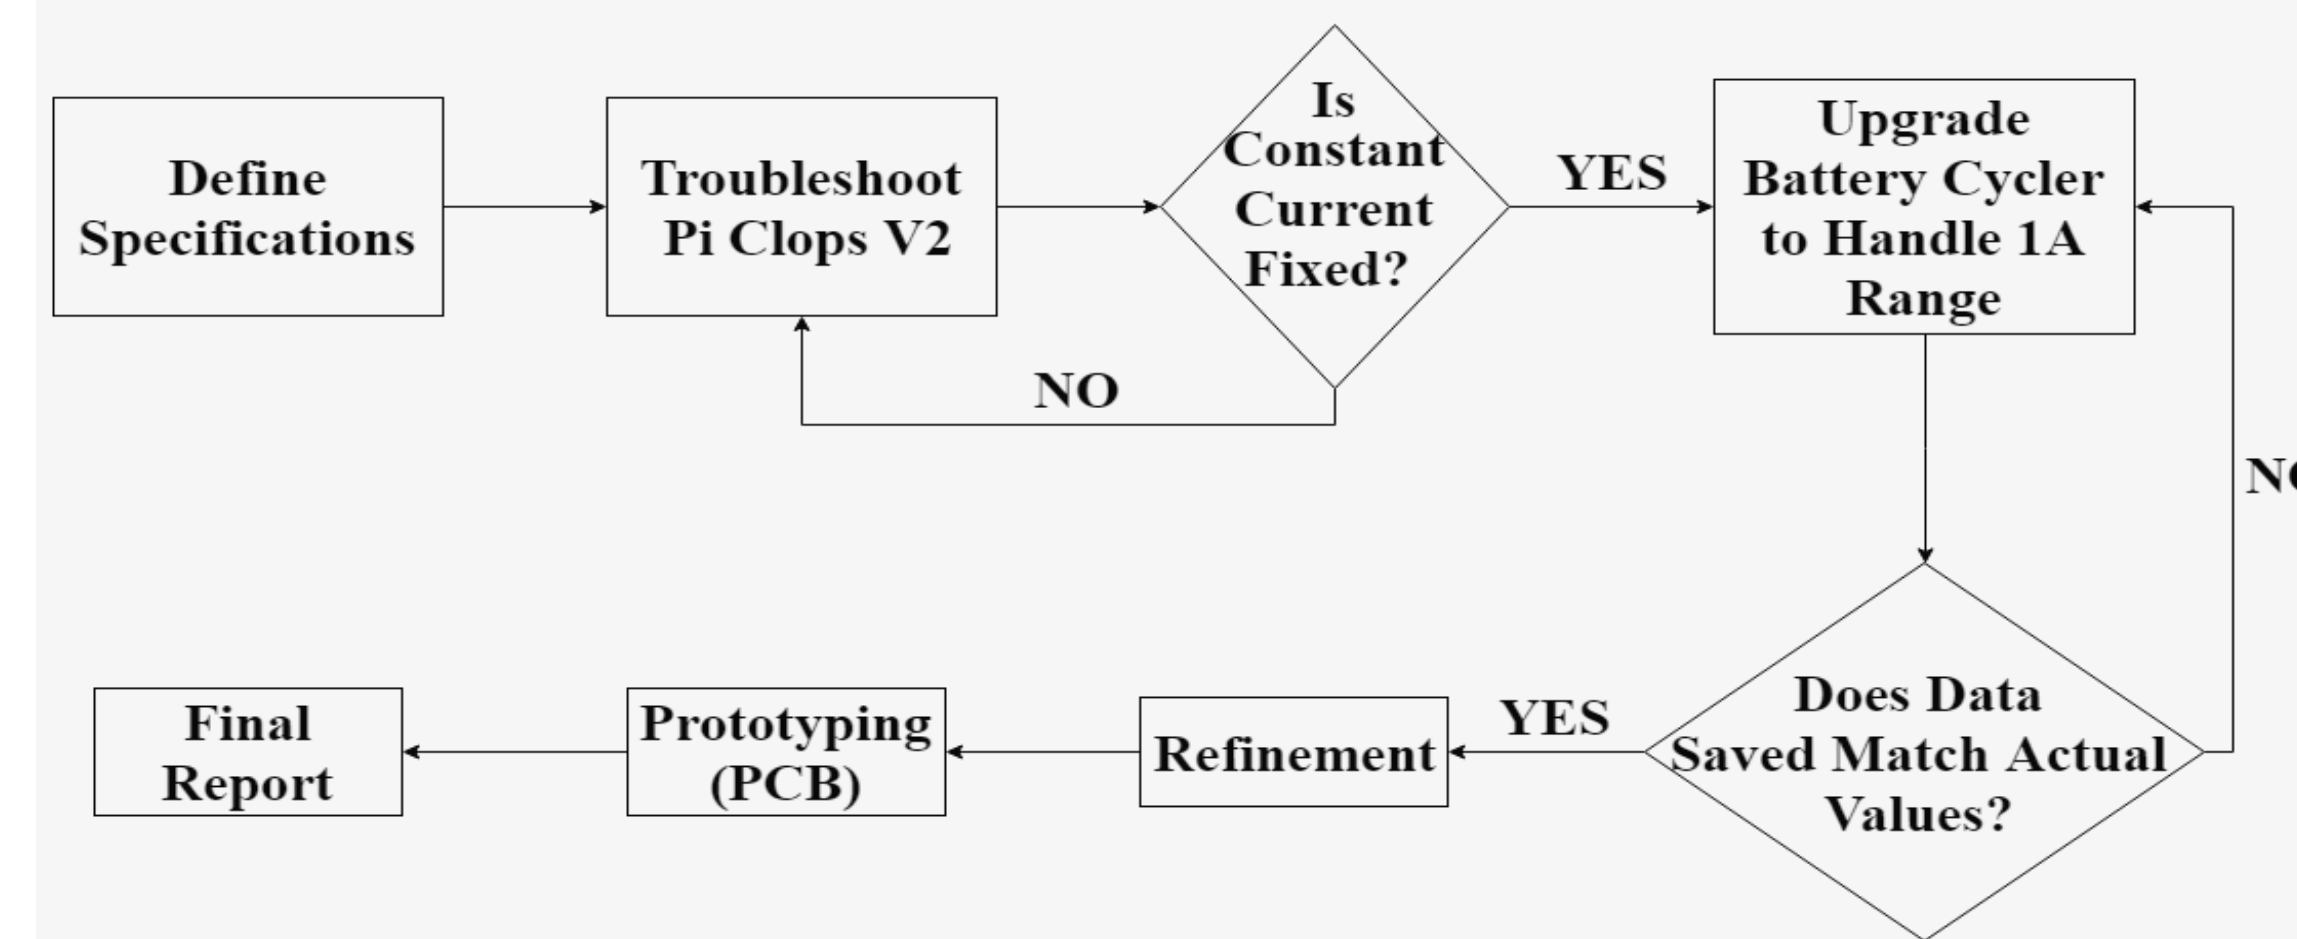 Define
Specifications
Troubleshoot
Pi Clops V2
Is
Constant
Current
Fixed?
YES
Upgrade
Battery Cycler
to Handle 1A
Range
NO
Does Data
Saved Match Actual
Values?
YES
Refinement
Prototyping
(PCB)
Final
Report